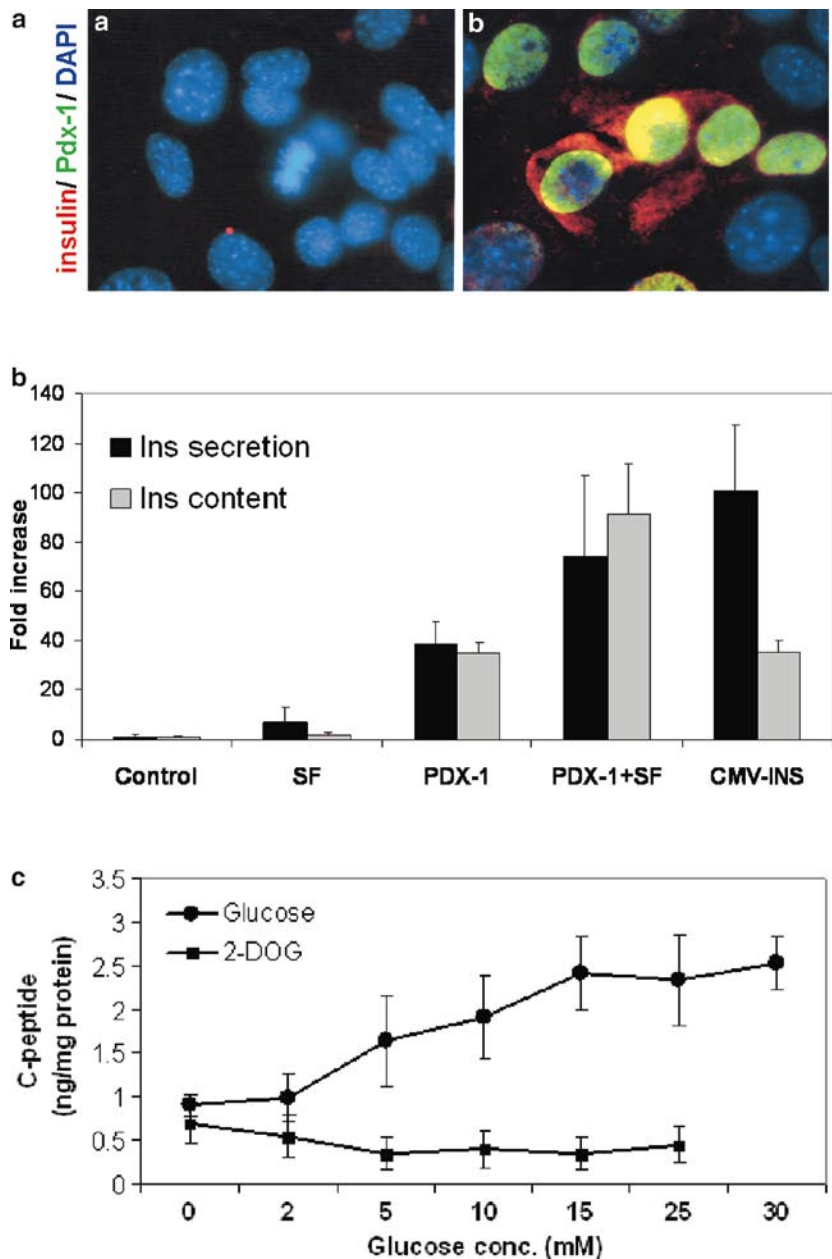 a
insulin/ Pdx-1/ DAPI
a
b
b
Fold increase
140
120
100
80
60
40
20
0
Ins secretion
Ins content
Control SF PDX-1 PDX-1+SF CMV-INS
c
C-peptide
(ng/mg protein)
3.5
3
2.5
2
1.5
1
0.5
0
Glucose
2-DOG
0 2 5 10 15 25 30
Glucose conc. (mM)